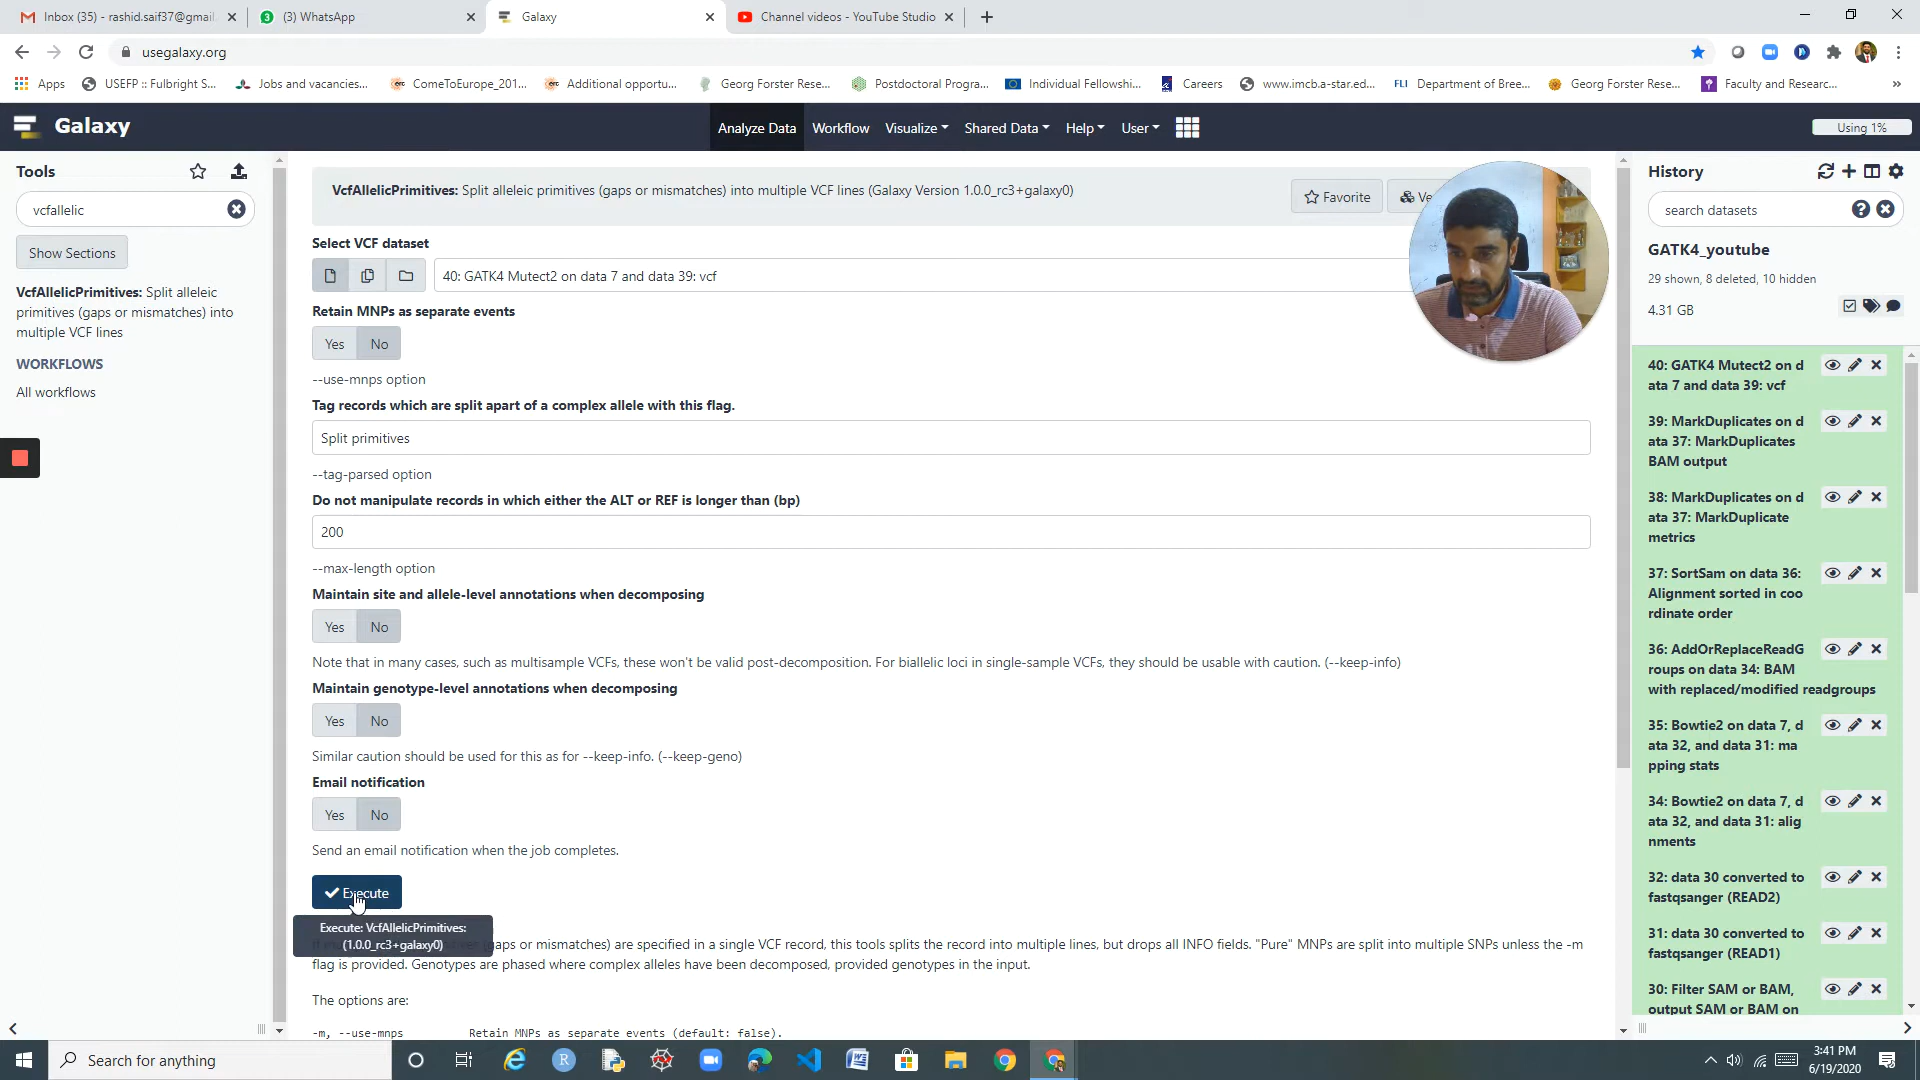 Inbox (35) - rashid.saif37@gmail.
(3) WhatsApp
Galaxy
Channel videos - YouTube Studio
usegalaxy.org
Apps
USEFP :: Fulbright S...
Jobs and vacancies...
ComeToEurope_201...
Additional opportu...
Georg Forster Rese...
Postdoctoral Progra...
Individual Fellowshi...
Careers
www.imcb.a-star.ed...
FLI Department of Bree...
Georg Forster Rese...
Faculty and Researc...
Galaxy
Analyze Data
Workflow
Visualize
Shared Data
Help
User
Using 1%
Tools
vcfallelic
Show Sections
VcfAllelicPrimitives: Split alleleic
primitives (gaps or mismatches) into
multiple VCF lines
WORKFLOWS
All workflows
VcfAllelicPrimitives: Split alleleic primitives (gaps or mismatches) into multiple VCF lines (Galaxy Version 1.0.0_rc3+galaxy0)
Favorite
Select VCF dataset
40: GATK4 Mutect2 on data 7 and data 39: vcf
Retain MNPs as separate events
Yes No
--use-mnps option
Tag records which are split apart of a complex allele with this flag.
Split primitives
--tag-parsed option
Do not manipulate records in which either the ALT or REF is longer than (bp)
200
--max-length option
Maintain site and allele-level annotations when decomposing
Yes No
Note that in many cases, such as multisample VCFs, these won't be valid post-decomposition. For biallelic loci in single-sample VCFs, they should be usable with caution. (--keep-info)
Maintain genotype-level annotations when decomposing
Yes No
Similar caution should be used for this as for --keep-info. (--keep-geno)
Email notification
Yes No
Send an email notification when the job completes.
Execute
Execute: VcfAllelicPrimitives:
(1.0.0_rc3+galaxy0)
(gaps or mismatches) are specified in a single VCF record, this tools splits the record into multiple lines, but drops all INFO fields. "Pure" MNPs are split into multiple SNPs unless the -m
flag is provided. Genotypes are phased where complex alleles have been decomposed, provided genotypes in the input.
The options are:
-m, --use-mnps Retain MNPs as separate events (default: false).
History
search datasets
GATK4_youtube
29 shown, 8 deleted, 10 hidden
4.31 GB
40: GATK4 Mutect2 on d
ata 7 and data 39: vcf
39: MarkDuplicates on d
ata 37: MarkDuplicates
BAM output
38: MarkDuplicates on d
ata 37: MarkDuplicate
metrics
37: SortSam on data 36:
Alignment sorted in coo
rdinate order
36: AddOrReplaceReadG
roups on data 34: BAM
with replaced/modified readgroups
35: Bowtie2 on data 7, d
ata 32, and data 31: ma
pping stats
34: Bowtie2 on data 7, d
ata 32, and data 31: alig
nments
32: data 30 converted to
fastqsanger (READ2)
31: data 30 converted to
fastqsanger (READ1)
30: Filter SAM or BAM,
output SAM or BAM on
Search for anything
3:41 PM
6/19/2020